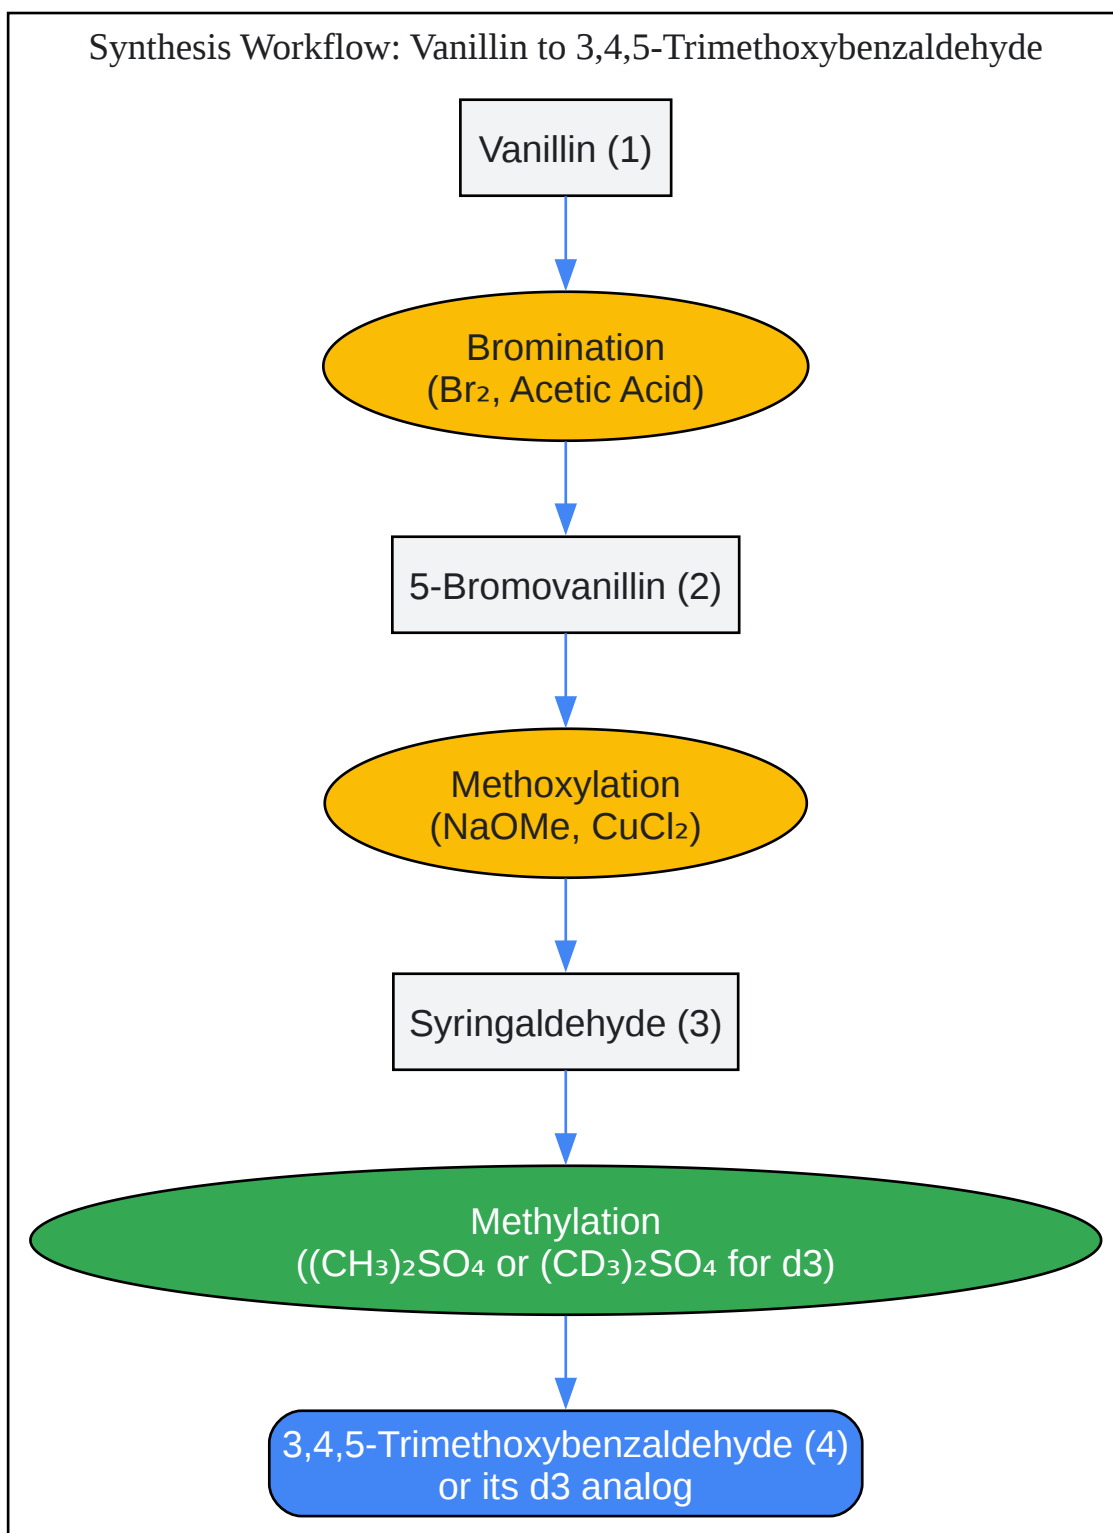 Synthesis Workflow: Vanillin to 3,4,5-Trimethoxybenzaldehyde
Vanillin (1)
Bromination
(Br₂, Acetic Acid)
5-Bromovanillin (2)
Methoxylation
(NaOMe, CuCl₂)
Syringaldehyde (3)
Methylation
((CH₃)₂SO₄ or (CD₃)₂SO₄ for d3)
3,4,5-Trimethoxybenzaldehyde (4)
or its d3 analog